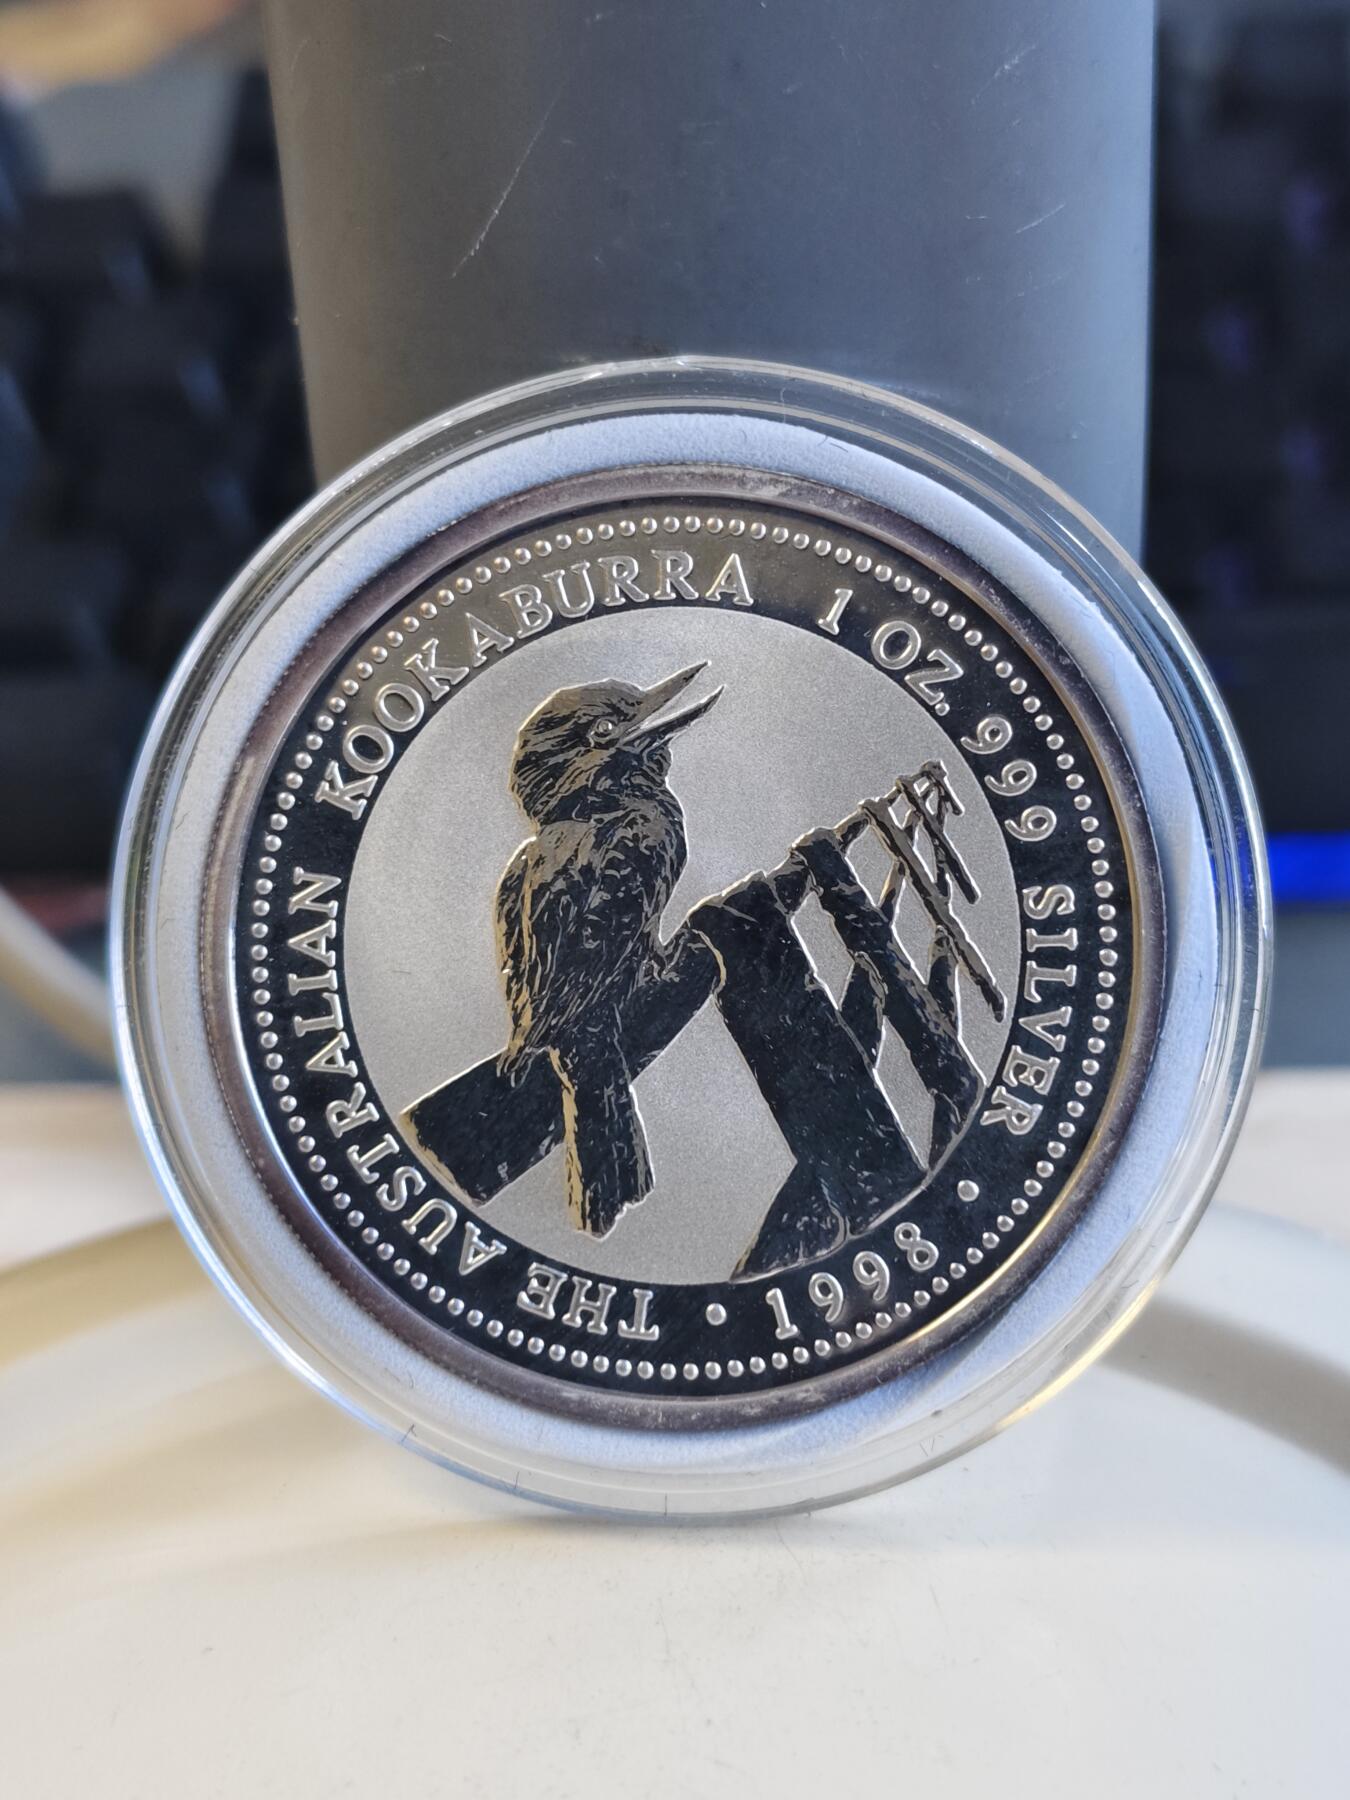 THE AUSTRALIAN KOOKABURRA 1 OZ. 999 SILVER
• 1998 •